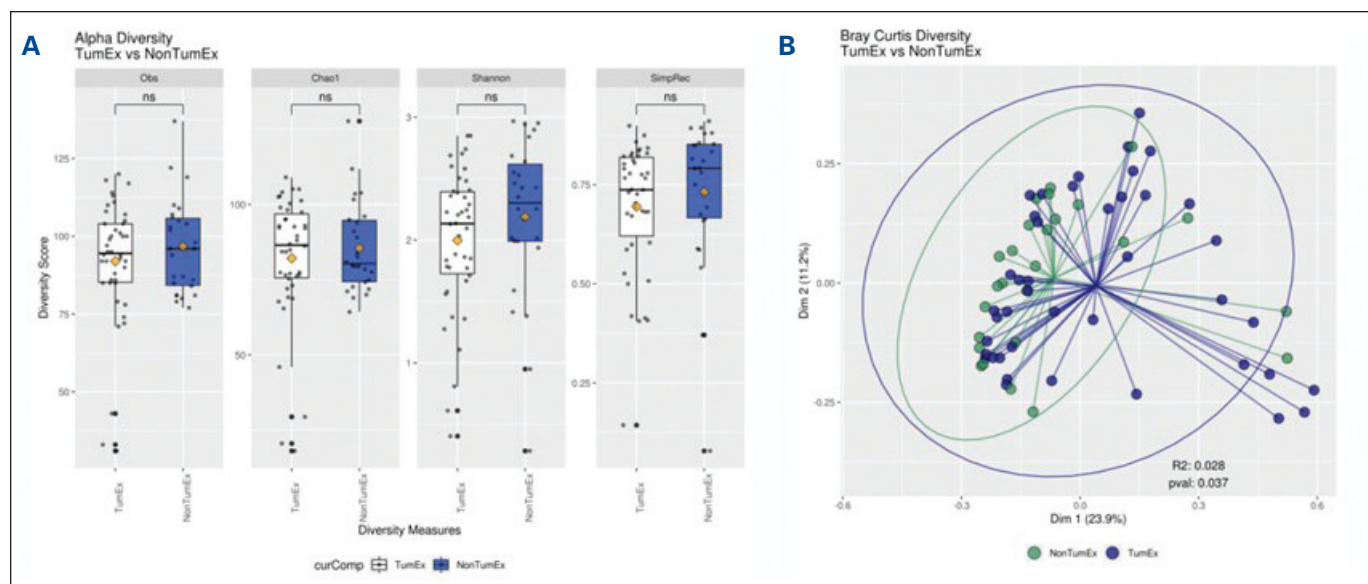 A
Alpha Diversity
TumEx vs NonTumEx
Obs
Chao1
Shannon
SimpRec
ns
ns
ns
ns
Diversity Score
125
100
75
50
100
50
3
2
1
0.75
0.50
0.25
TumEx
NonTumEx
TumEx
NonTumEx
TumEx
NonTumEx
TumEx
NonTumEx
Diversity Measures
curComp TumEx NonTumEx
B
Bray Curtis Diversity
TumEx vs NonTumEx
Dim 2 (11.2%)
0.25
0.00
-0.25
R2: 0.028
pval: 0.037
-0.6 -0.3 0.0 0.3 0.6
Dim 1 (23.9%)
NonTumEx TumEx